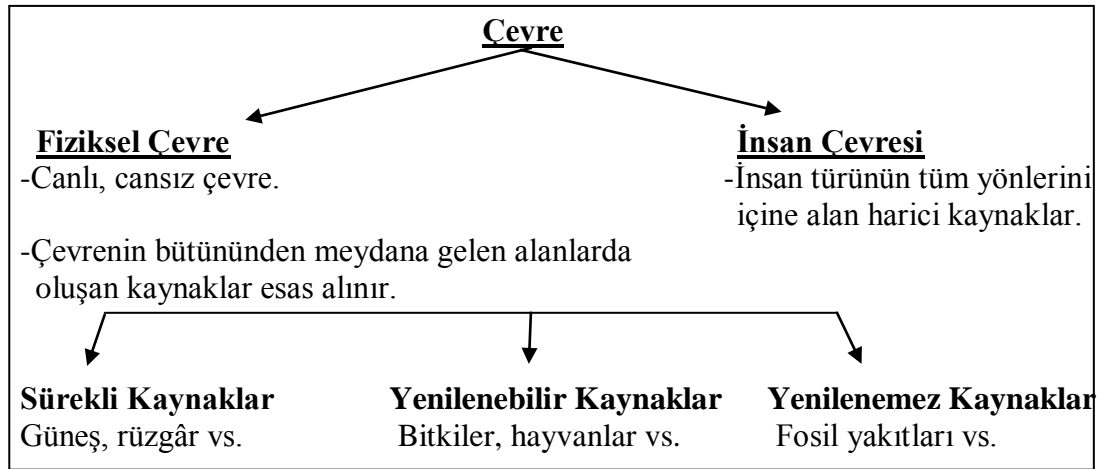 Çevre
Fiziksel Çevre
-Canlı, cansız çevre.
İnsan Çevresi
-İnsan türünün tüm yönlerini
içine alan harici kaynaklar.
-Çevrenin bütününden meydana gelen alanlarda
oluşan kaynaklar esas alınır.
Sürekli Kaynaklar
Güneş, rüzgâr vs.
Yenilenebilir Kaynaklar
Bitkiler, hayvanlar vs.
Yenilenemez Kaynaklar
Fosil yakıtları vs.